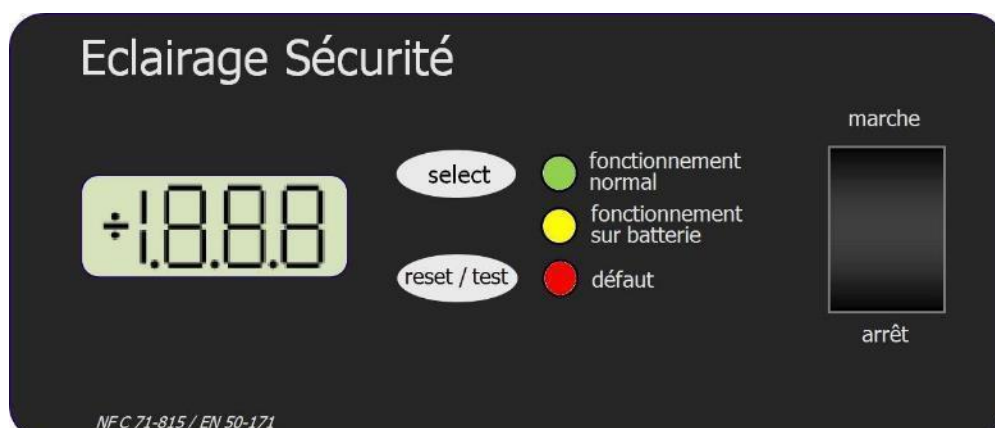 Eclairage Sécurité
marche
÷1.8.8.8
select
fonctionnement
normal
fonctionnement
sur batterie
reset / test
défaut
arrêt
NF C 71-815 / EN 50-171